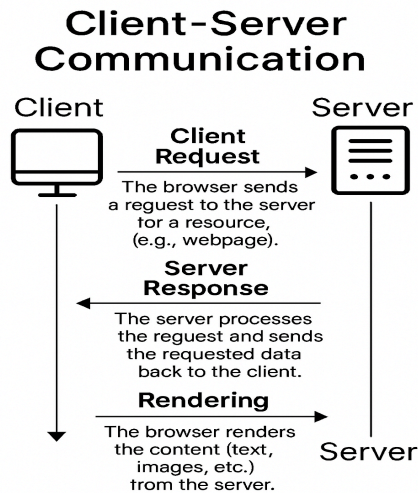 Client-Server
Communication
Client
Server
Client
Request
The browser sends
a reguest to the server
for a resource,
(e.g., webpage).
Server
Response
The server processes
the reguest and sends
the requested data
back to the client.
Rendering
The browser renders
the content (text,
images, etc.)
from the server.
Server